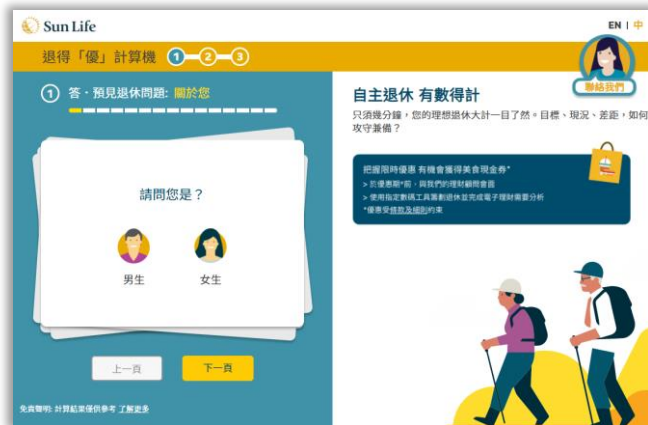 Sun Life
EN | 中
退得「優」計算機 1 2 3
聯絡我們
1 答・預見退休問題: 關於您
自主退休 有數得計
只須幾分鐘，您的理想退休大計一目了然。目標、現況、差距，如何
攻守兼備？
請問您是？
男生 女生
把握限時優惠 有機會獲得美食現金券*
> 於優惠期*前，與我們的理財顧問會面
> 使用指定數碼工具籌劃退休並完成電子理財需要分析
*優惠受條款及細則約束
上一頁 下一頁
免責聲明: 計算結果僅供參考 了解更多